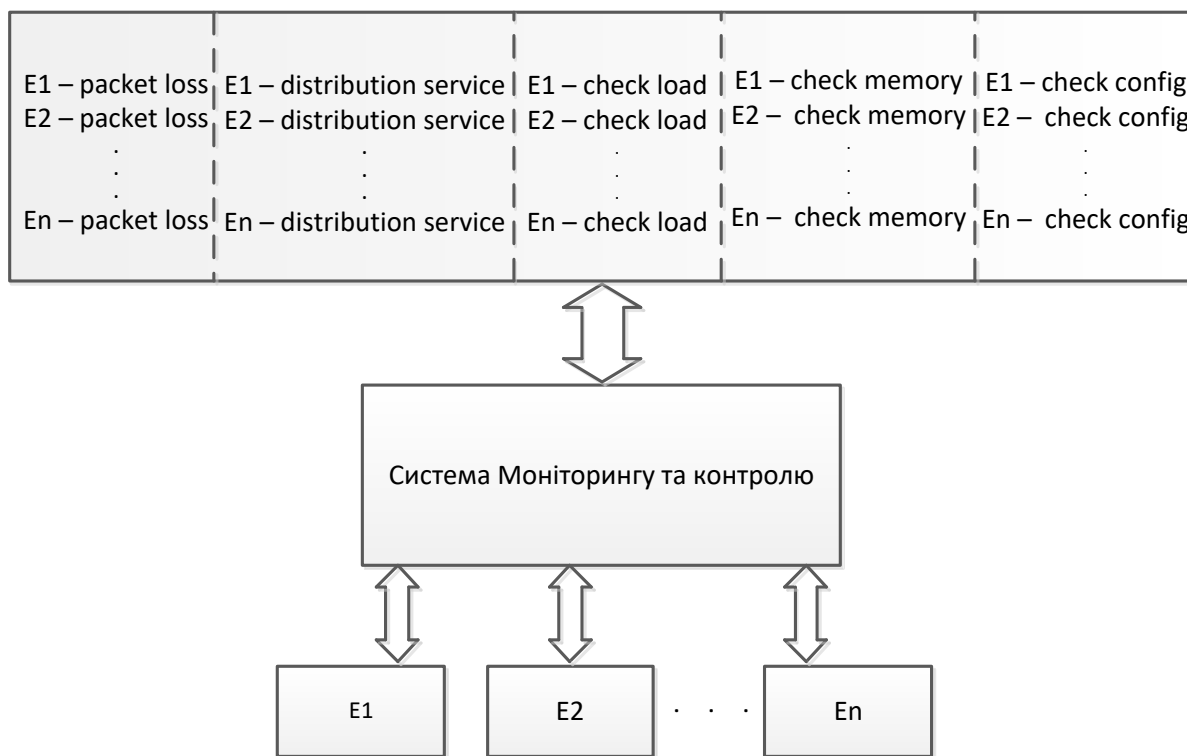 E1 – packet loss E1 – distribution service E1 – check load E1 – check memory E1 – check config
E2 – packet loss E2 – distribution service E2 – check load E2 – check memory E2 – check config
. . . . .
. . . . .
. . . . .
En – packet loss En – distribution service En – check load En – check memory En – check config
Система Моніторингу та контролю
E1 E2 . . . En